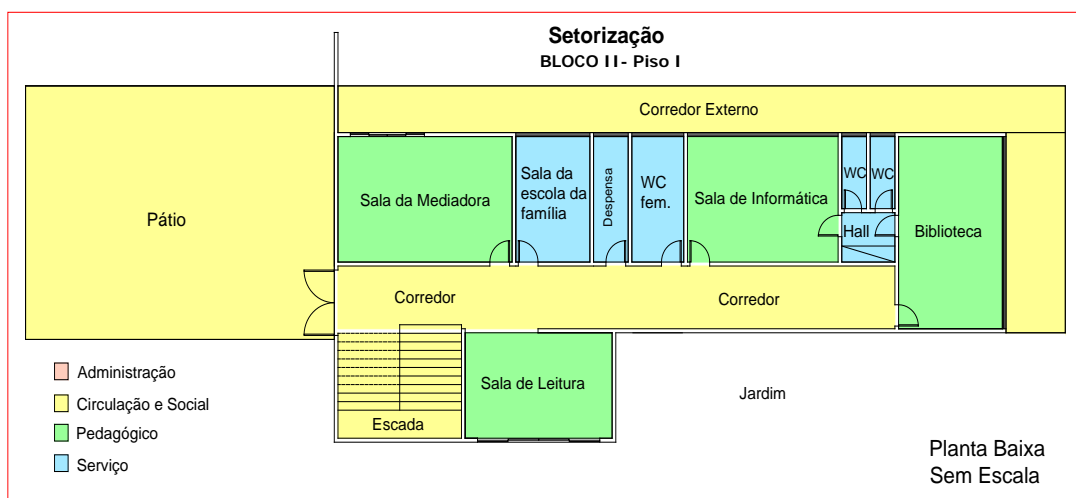 Setorização
BLOCO II- Piso I
Corredor Externo
Sala da Mediadora
Sala da
escola da
família
Despensa
WC
fem.
Sala de Informática
WC
WC
Hall
Biblioteca
Pátio
Corredor
Corredor
Sala de Leitura
Escada
Jardim
Administração
Circulação e Social
Pedagógico
Serviço
Planta Baixa
Sem Escala